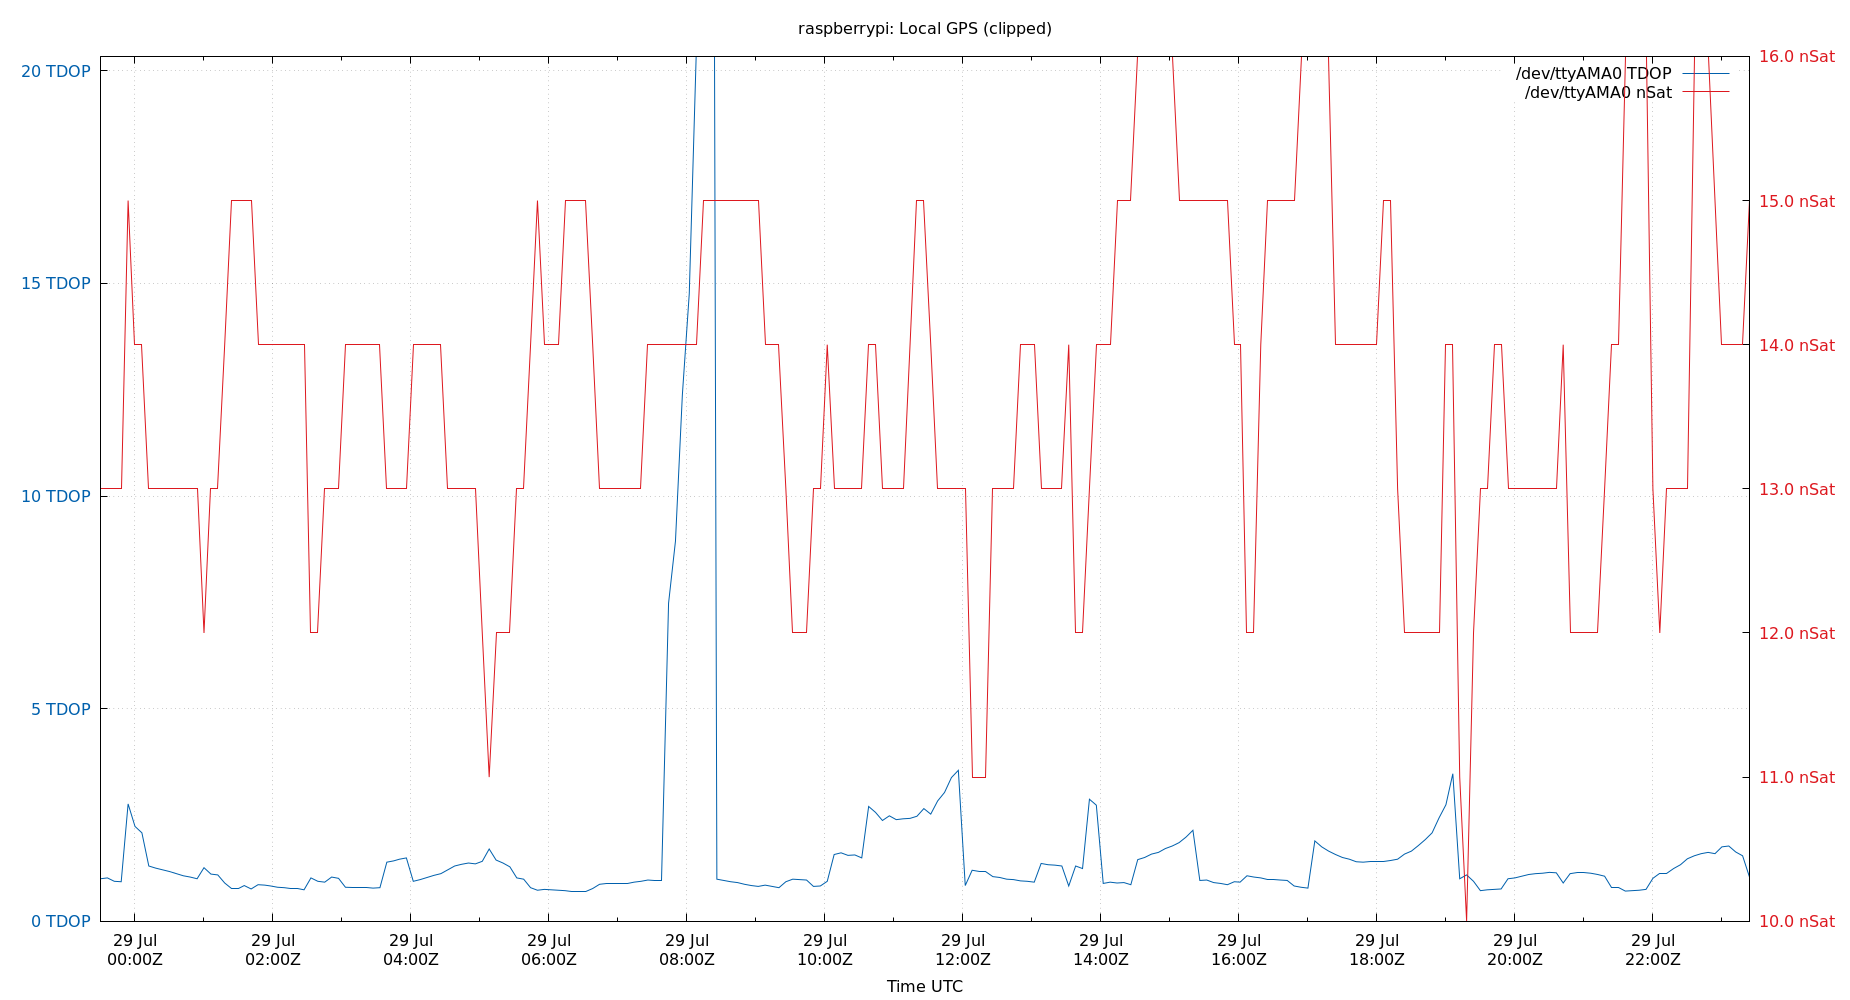 raspberrypi: Local GPS (clipped)
20 TDOP
15 TDOP
10 TDOP
5 TDOP
0 TDOP
16.0 nSat
15.0 nSat
14.0 nSat
13.0 nSat
12.0 nSat
11.0 nSat
10.0 nSat
/dev/ttyAMA0 TDOP
/dev/ttyAMA0 nSat
29 Jul
00:00Z
29 Jul
02:00Z
29 Jul
04:00Z
29 Jul
06:00Z
29 Jul
08:00Z
29 Jul
10:00Z
29 Jul
12:00Z
29 Jul
14:00Z
29 Jul
16:00Z
29 Jul
18:00Z
29 Jul
20:00Z
29 Jul
22:00Z
Time UTC